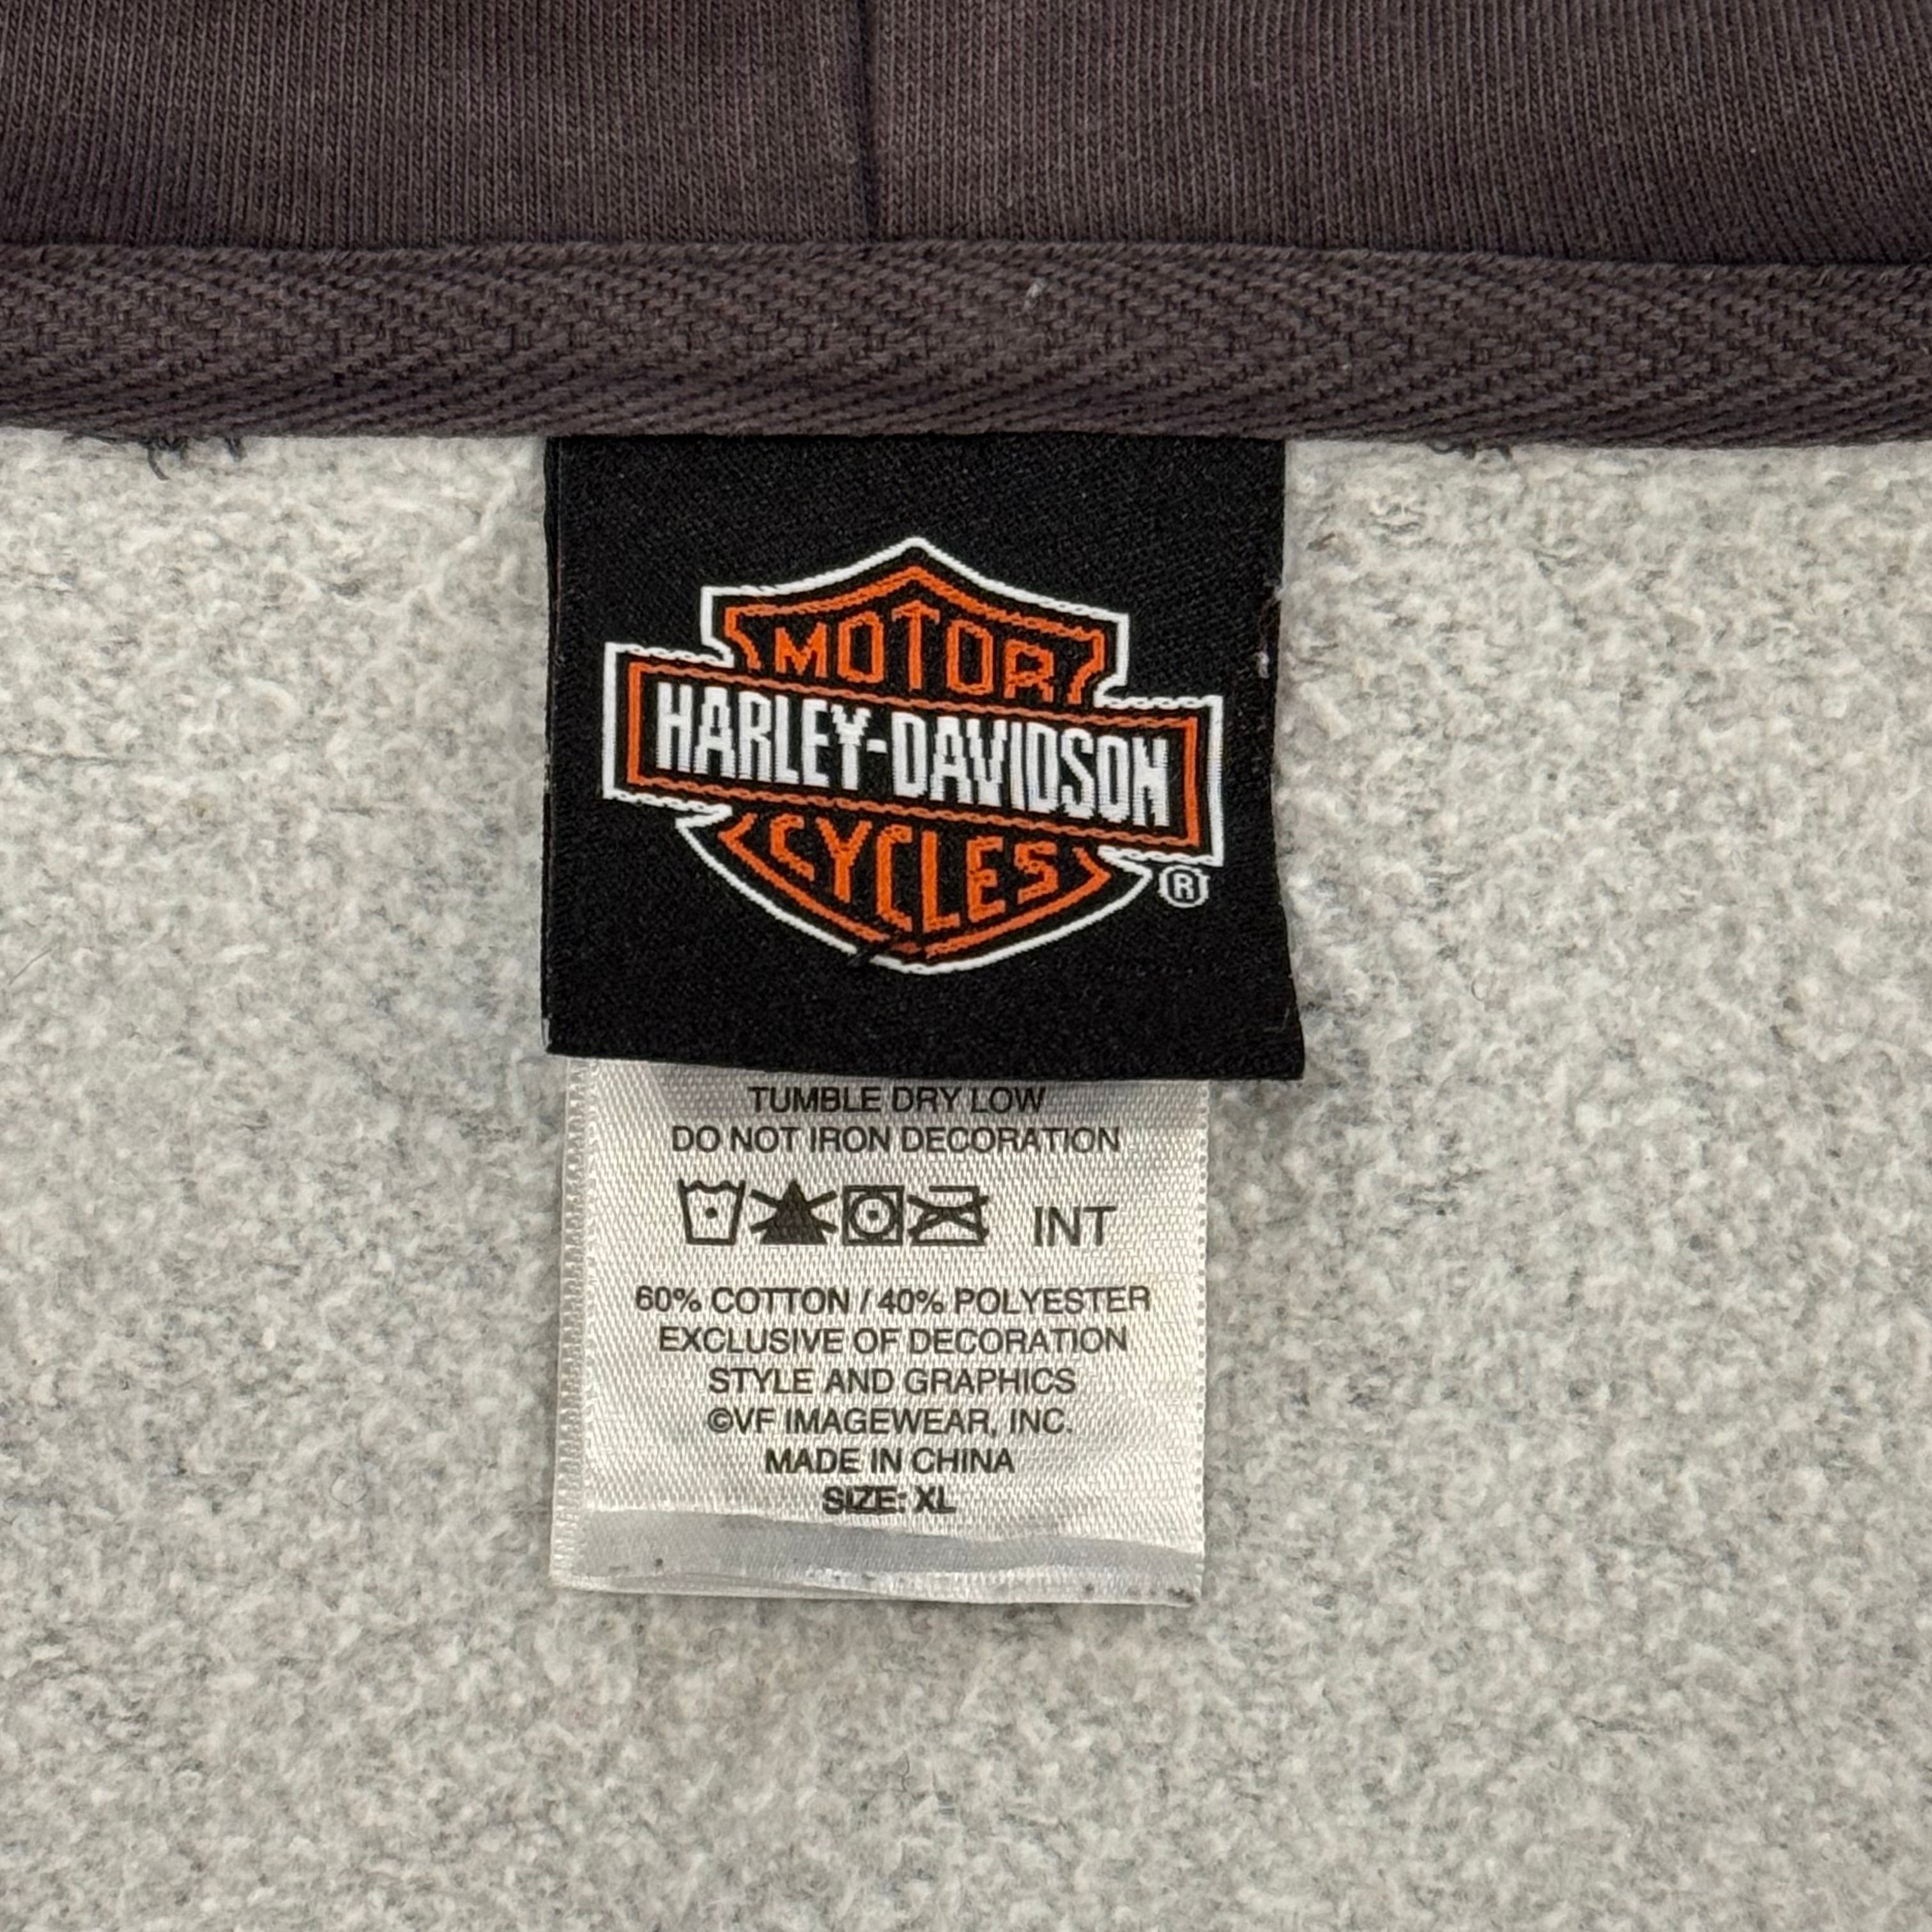 MOTOR
HARLEY-DAVIDSON
CYCLES
®
TUMBLE DRY LOW
DO NOT IRON DECORATION
INT
60% COTTON / 40% POLYESTER
EXCLUSIVE OF DECORATION
STYLE AND GRAPHICS
©VF IMAGEWEAR, INC.
MADE IN CHINA
SIZE: XL